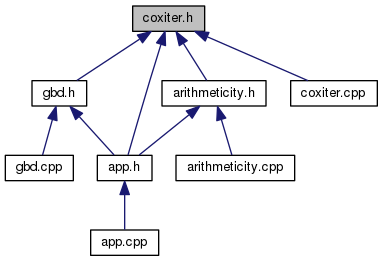 coxiter.h
gbd.h
arithmeticity.h
coxiter.cpp
gbd.cpp
app.h
arithmeticity.cpp
app.cpp